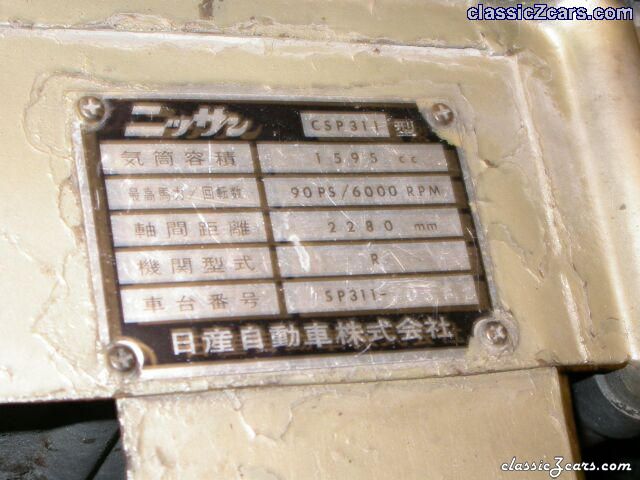 classicZcars.com
ニッサン CSP311 型
気筒容積 1595 cc
最高馬力／回転数 90PS/6000 RPM
軸間距離 2280 mm
機関型式 R
車台番号 SP311-
日産自動車株式会社
classicZcars.com